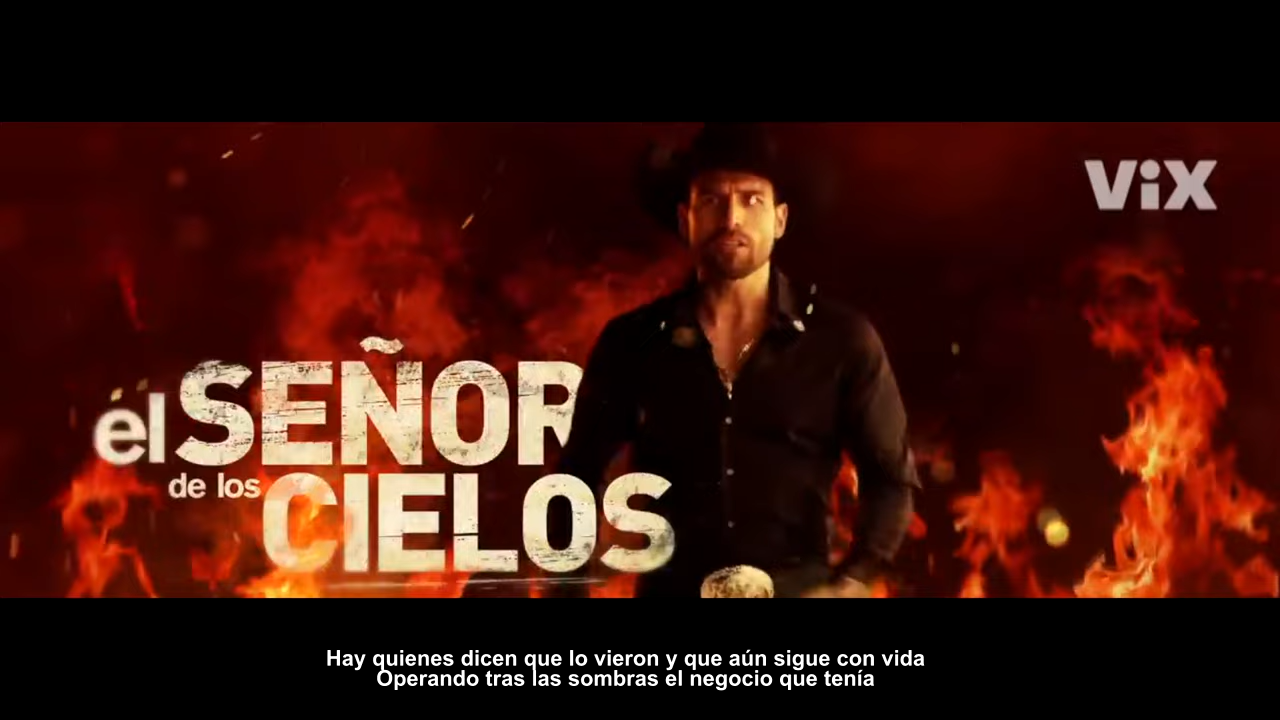 ViX
el SEÑOR
de los CIELOS
Hay quienes dicen que lo vieron y que aún sigue con vida
Operando tras las sombras el negocio que tenía